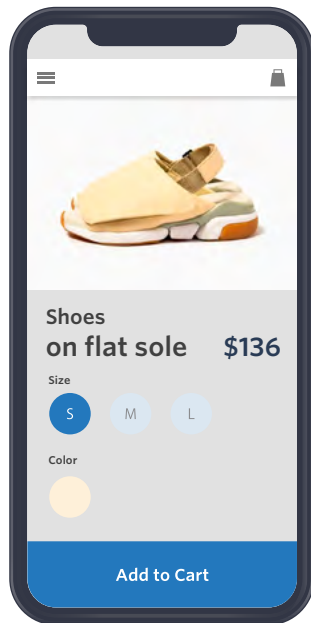 Shoes
on flat sole
$136
Size
S
M
L
Color
Add to Cart